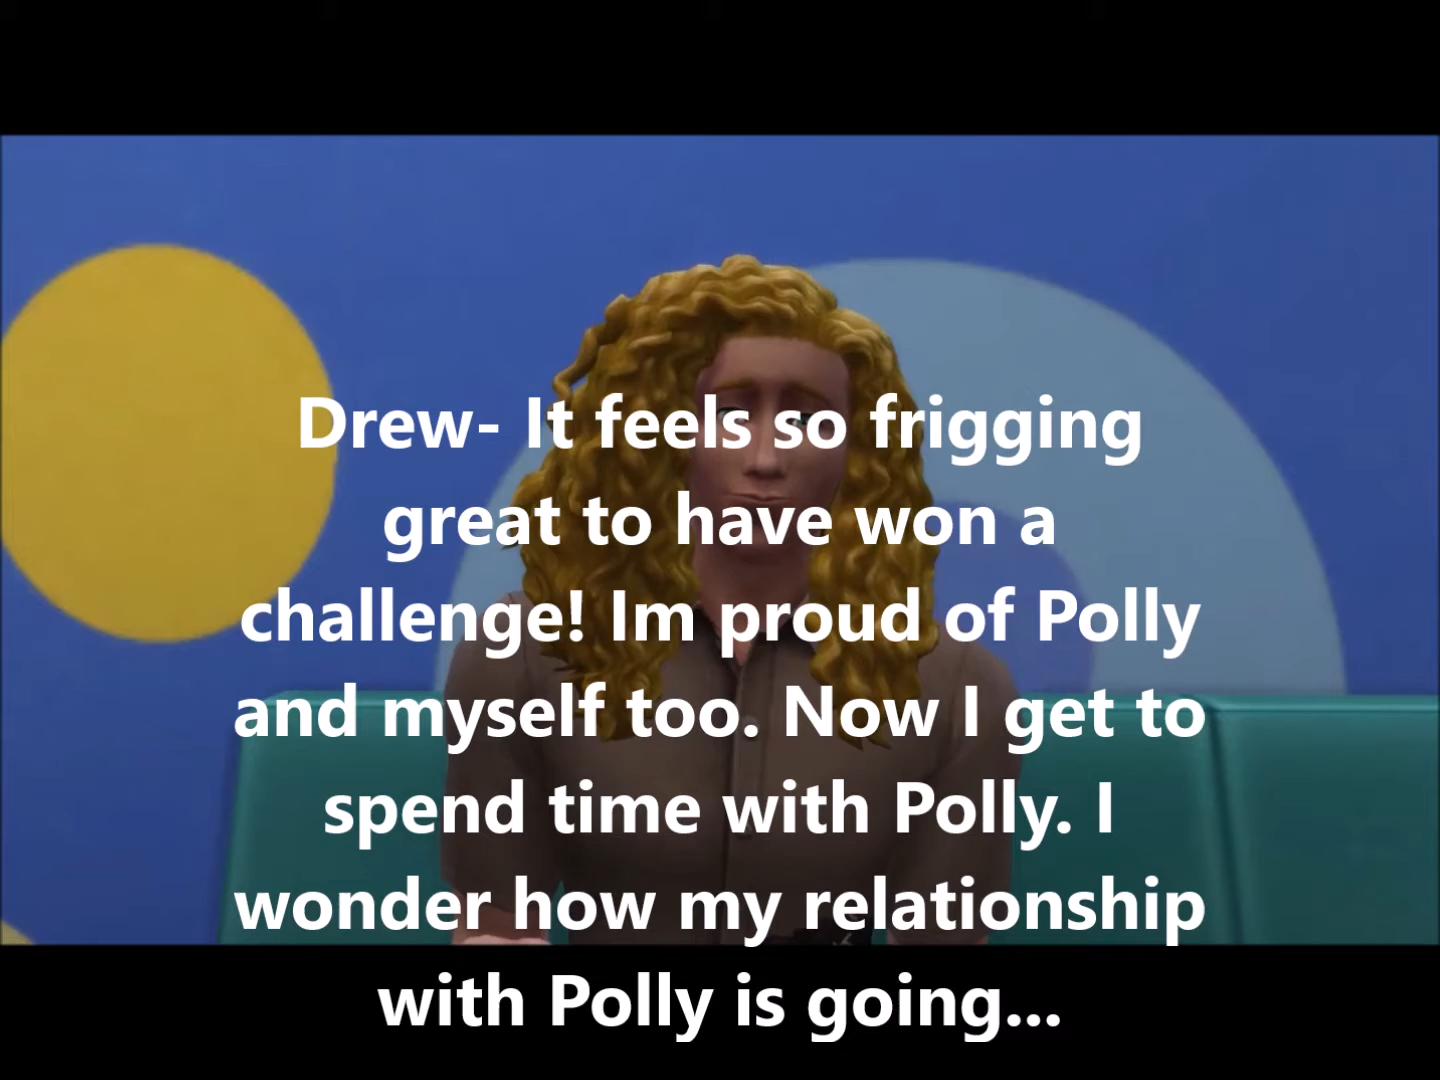 Drew- It feels so frigging
great to have won a
challenge! Im proud of Polly
and myself too. Now I get to
spend time with Polly. I
wonder how my relationship
with Polly is going...